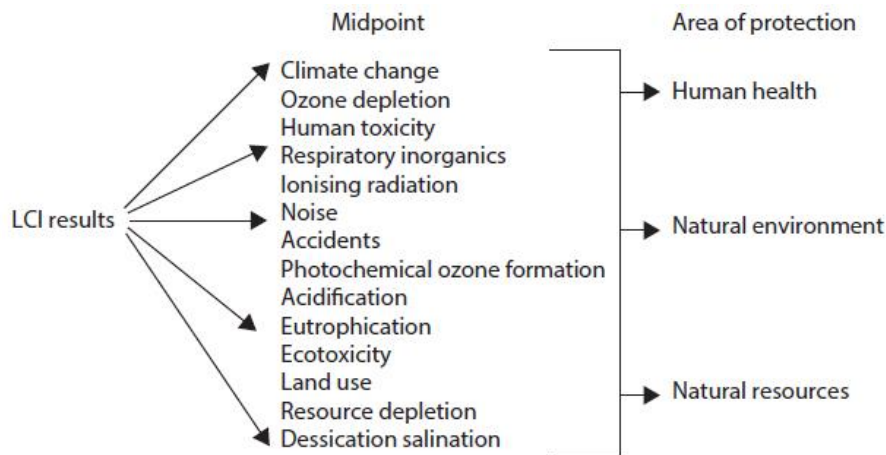 Midpoint
Area of protection
Climate change
Ozone depletion
Human toxicity
Respiratory inorganics
Ionising radiation
Noise
Accidents
Photochemical ozone formation
Acidification
Eutrophication
Ecotoxicity
Land use
Resource depletion
Dessication salination
LCI results
Human health
Natural environment
Natural resources